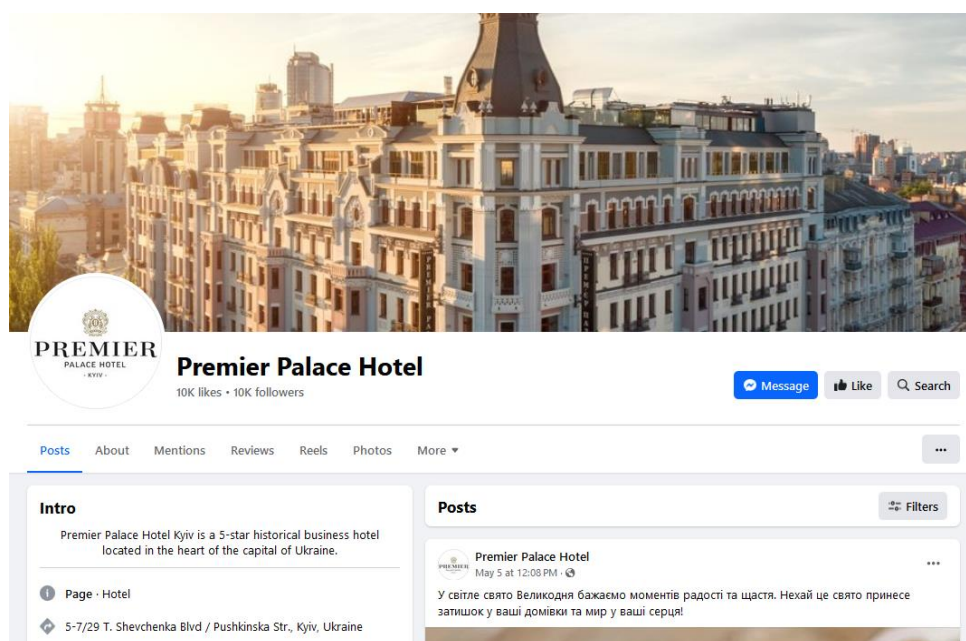 PREMIER
PALACE HOTEL
· KYIV ·
Premier Palace Hotel
10K likes • 10K followers
Message
Like
Search
Posts
About
Mentions
Reviews
Reels
Photos
More
Intro
Premier Palace Hotel Kyiv is a 5-star historical business hotel
located in the heart of the capital of Ukraine.
Page · Hotel
5-7/29 T. Shevchenka Blvd / Pushkinska Str., Kyiv, Ukraine
Posts
Filters
Premier Palace Hotel
May 5 at 12:08 PM ·
У світле свято Великодня бажаємо моментів радості та щастя. Нехай це свято принесе
затишок у ваші домівки та мир у ваші серця!